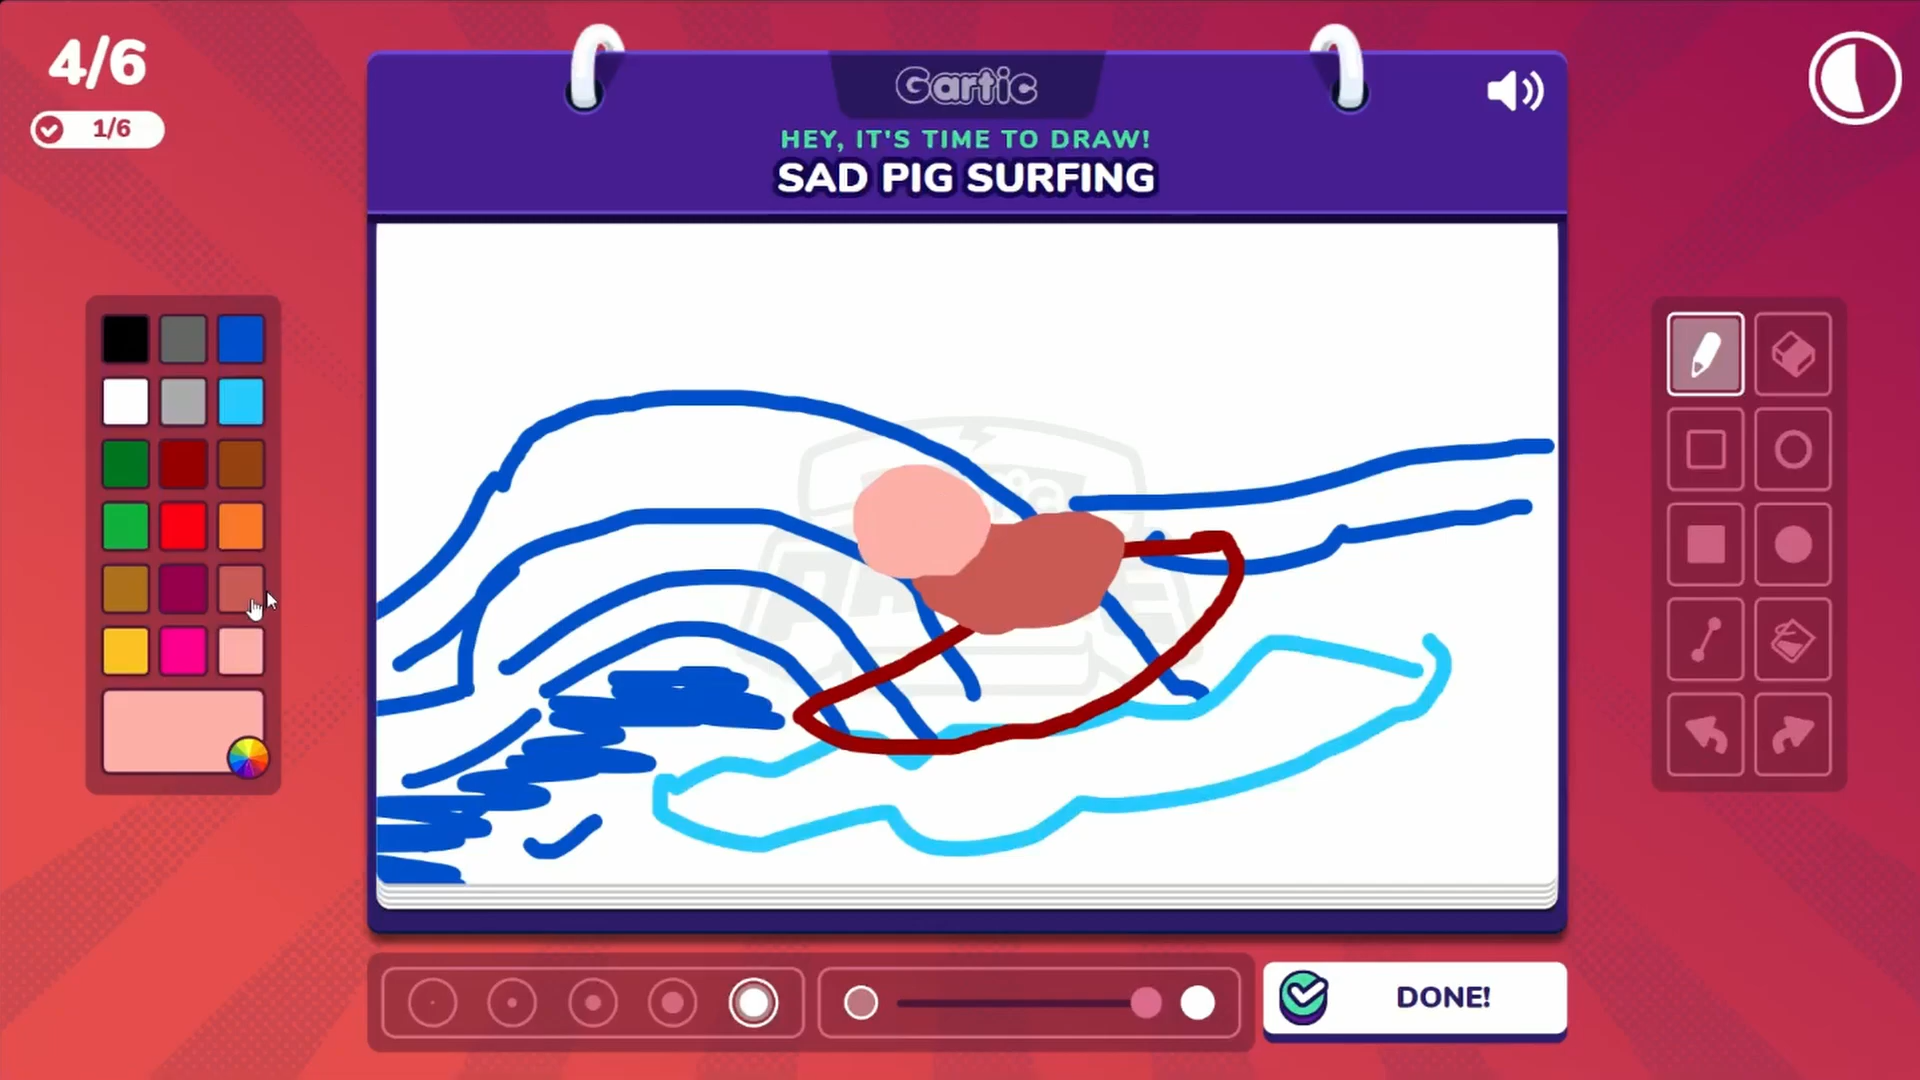 4/6
1/6
Gartic
HEY, IT'S TIME TO DRAW!
SAD PIG SURFING
DONE!